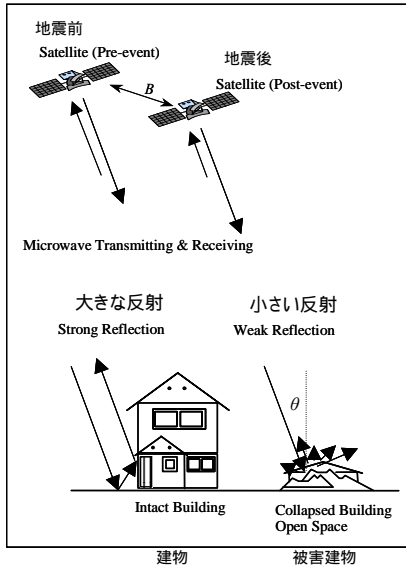 地震前
Satellite (Pre-event)
地震後
Satellite (Post-event)
B
Microwave Transmitting & Receiving
大きな反射
Strong Reflection
小さい反射
Weak Reflection
θ
Intact Building
Collapsed Building
Open Space
建物
被害建物